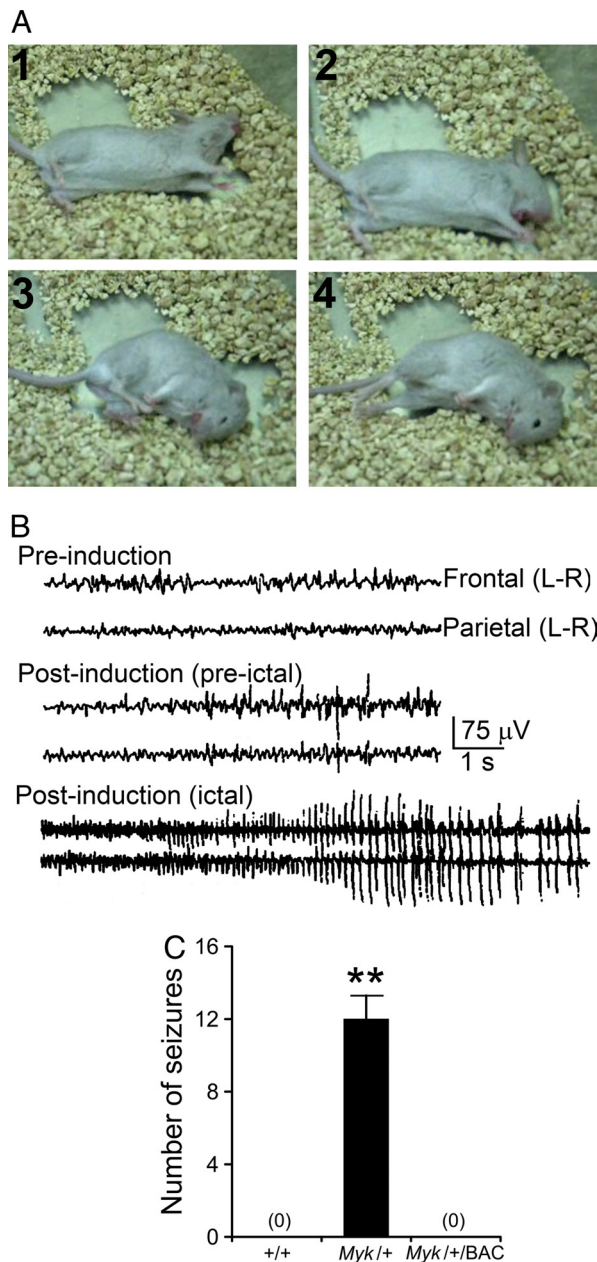 A
1
2
3
4
B
Pre-induction
Frontal (L-R)
Parietal (L-R)
Post-induction (pre-ictal)
75 μV
1 s
Post-induction (ictal)
C
Number of seizures
16
12
8
4
0
**
(0)
(0)
+/+
Myk/+
Myk/+/BAC